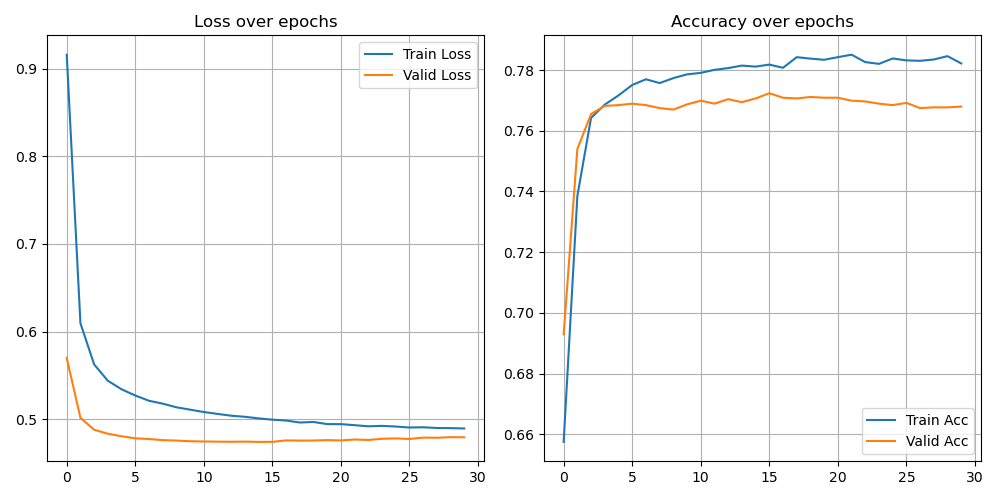 Loss over epochs
0.9
0.8
0.7
0.6
0.5
0 5 10 15 20 25 30
Train Loss
Valid Loss
Accuracy over epochs
0.78
0.76
0.74
0.72
0.70
0.68
0.66
0 5 10 15 20 25 30
Train Acc
Valid Acc